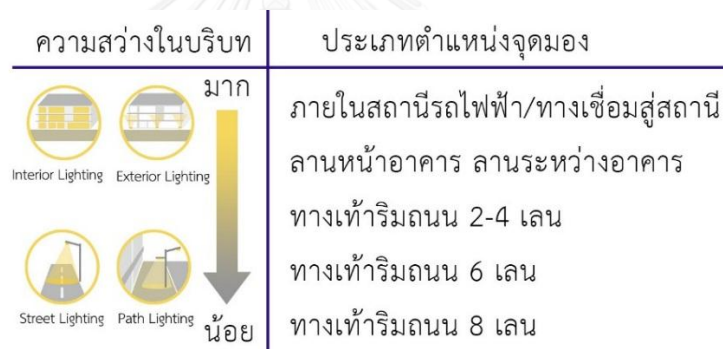 ความสว่างในบริบท
ประเภทตำแหน่งจุดมอง
มาก
Interior Lighting
Exterior Lighting
Street Lighting
Path Lighting
น้อย
ภายในสถานีรถไฟฟ้า/ทางเชื่อมสู่สถานี
ลานหน้าอาคาร ลานระหว่างอาคาร
ทางเท้าริมถนน 2-4 เลน
ทางเท้าริมถนน 6 เลน
ทางเท้าริมถนน 8 เลน